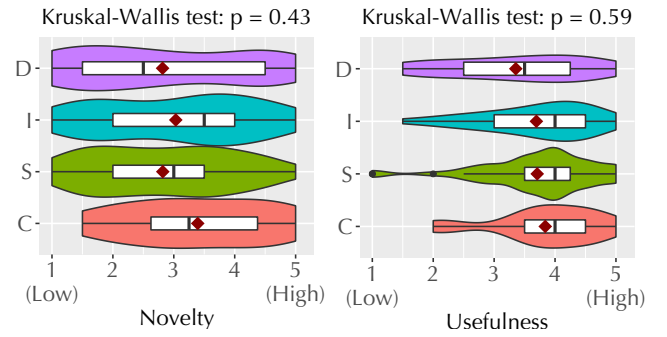 Kruskal-Wallis test: p = 0.43
D
I
S
C
1 2 3 4 5
(Low) (High)
Novelty
Kruskal-Wallis test: p = 0.59
D
I
S
C
1 2 3 4 5
(Low) (High)
Usefulness